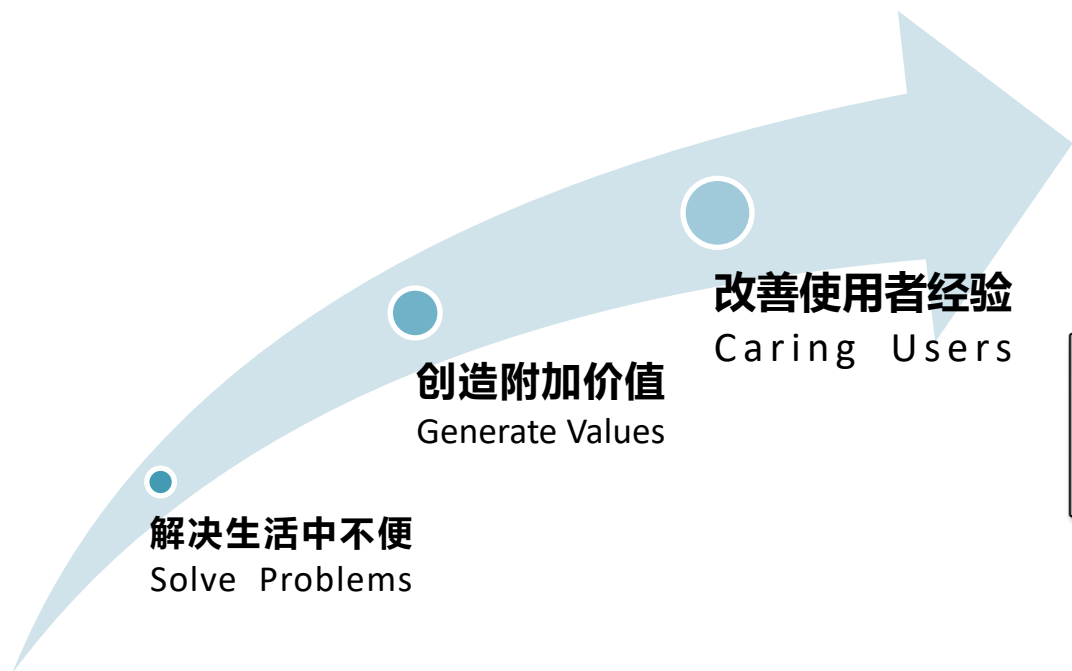 改善使用者经验
Caring Users
创造附加价值
Generate Values
解决生活中不便
Solve Problems